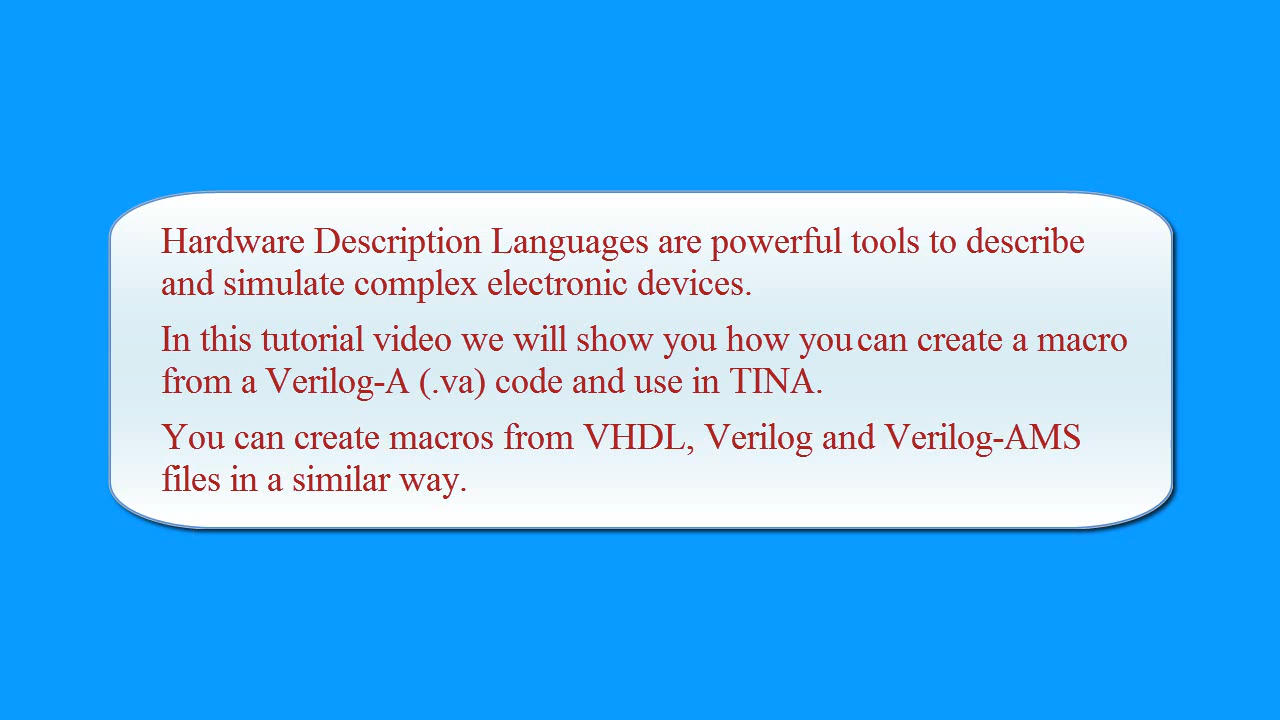 Hardware Description Languages are powerful tools to describe
and simulate complex electronic devices.
In this tutorial video we will show you how you can create a macro
from a Verilog-A (.va) code and use in TINA.
You can create macros from VHDL, Verilog and Verilog-AMS
files in a similar way.